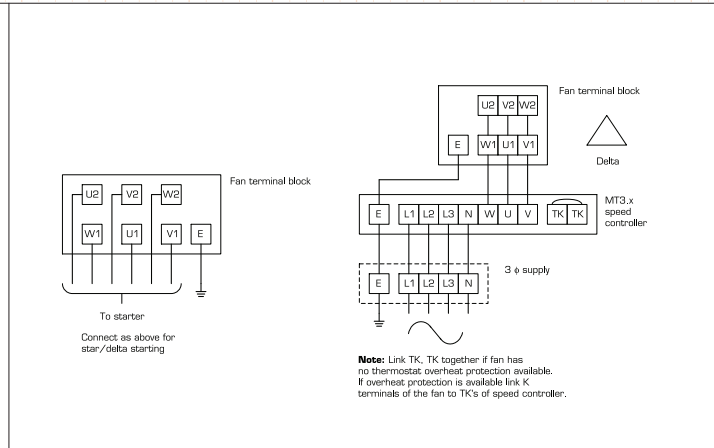 Fan terminal block
U2 V2 W2
W1 U1 V1 E
To starter
Connect as above for
star/delta starting
Fan terminal block
U2 V2 W2
E W1 U1 V1
Delta
E L1 L2 L3 N W U V TK TK
MT3.x
speed
controller
3 ϕ supply
E L1 L2 L3 N
Note: Link TK, TK together if fan has
no thermostat overheat protection available.
If overheat protection is available link K
terminals of the fan to TK's of speed controller.